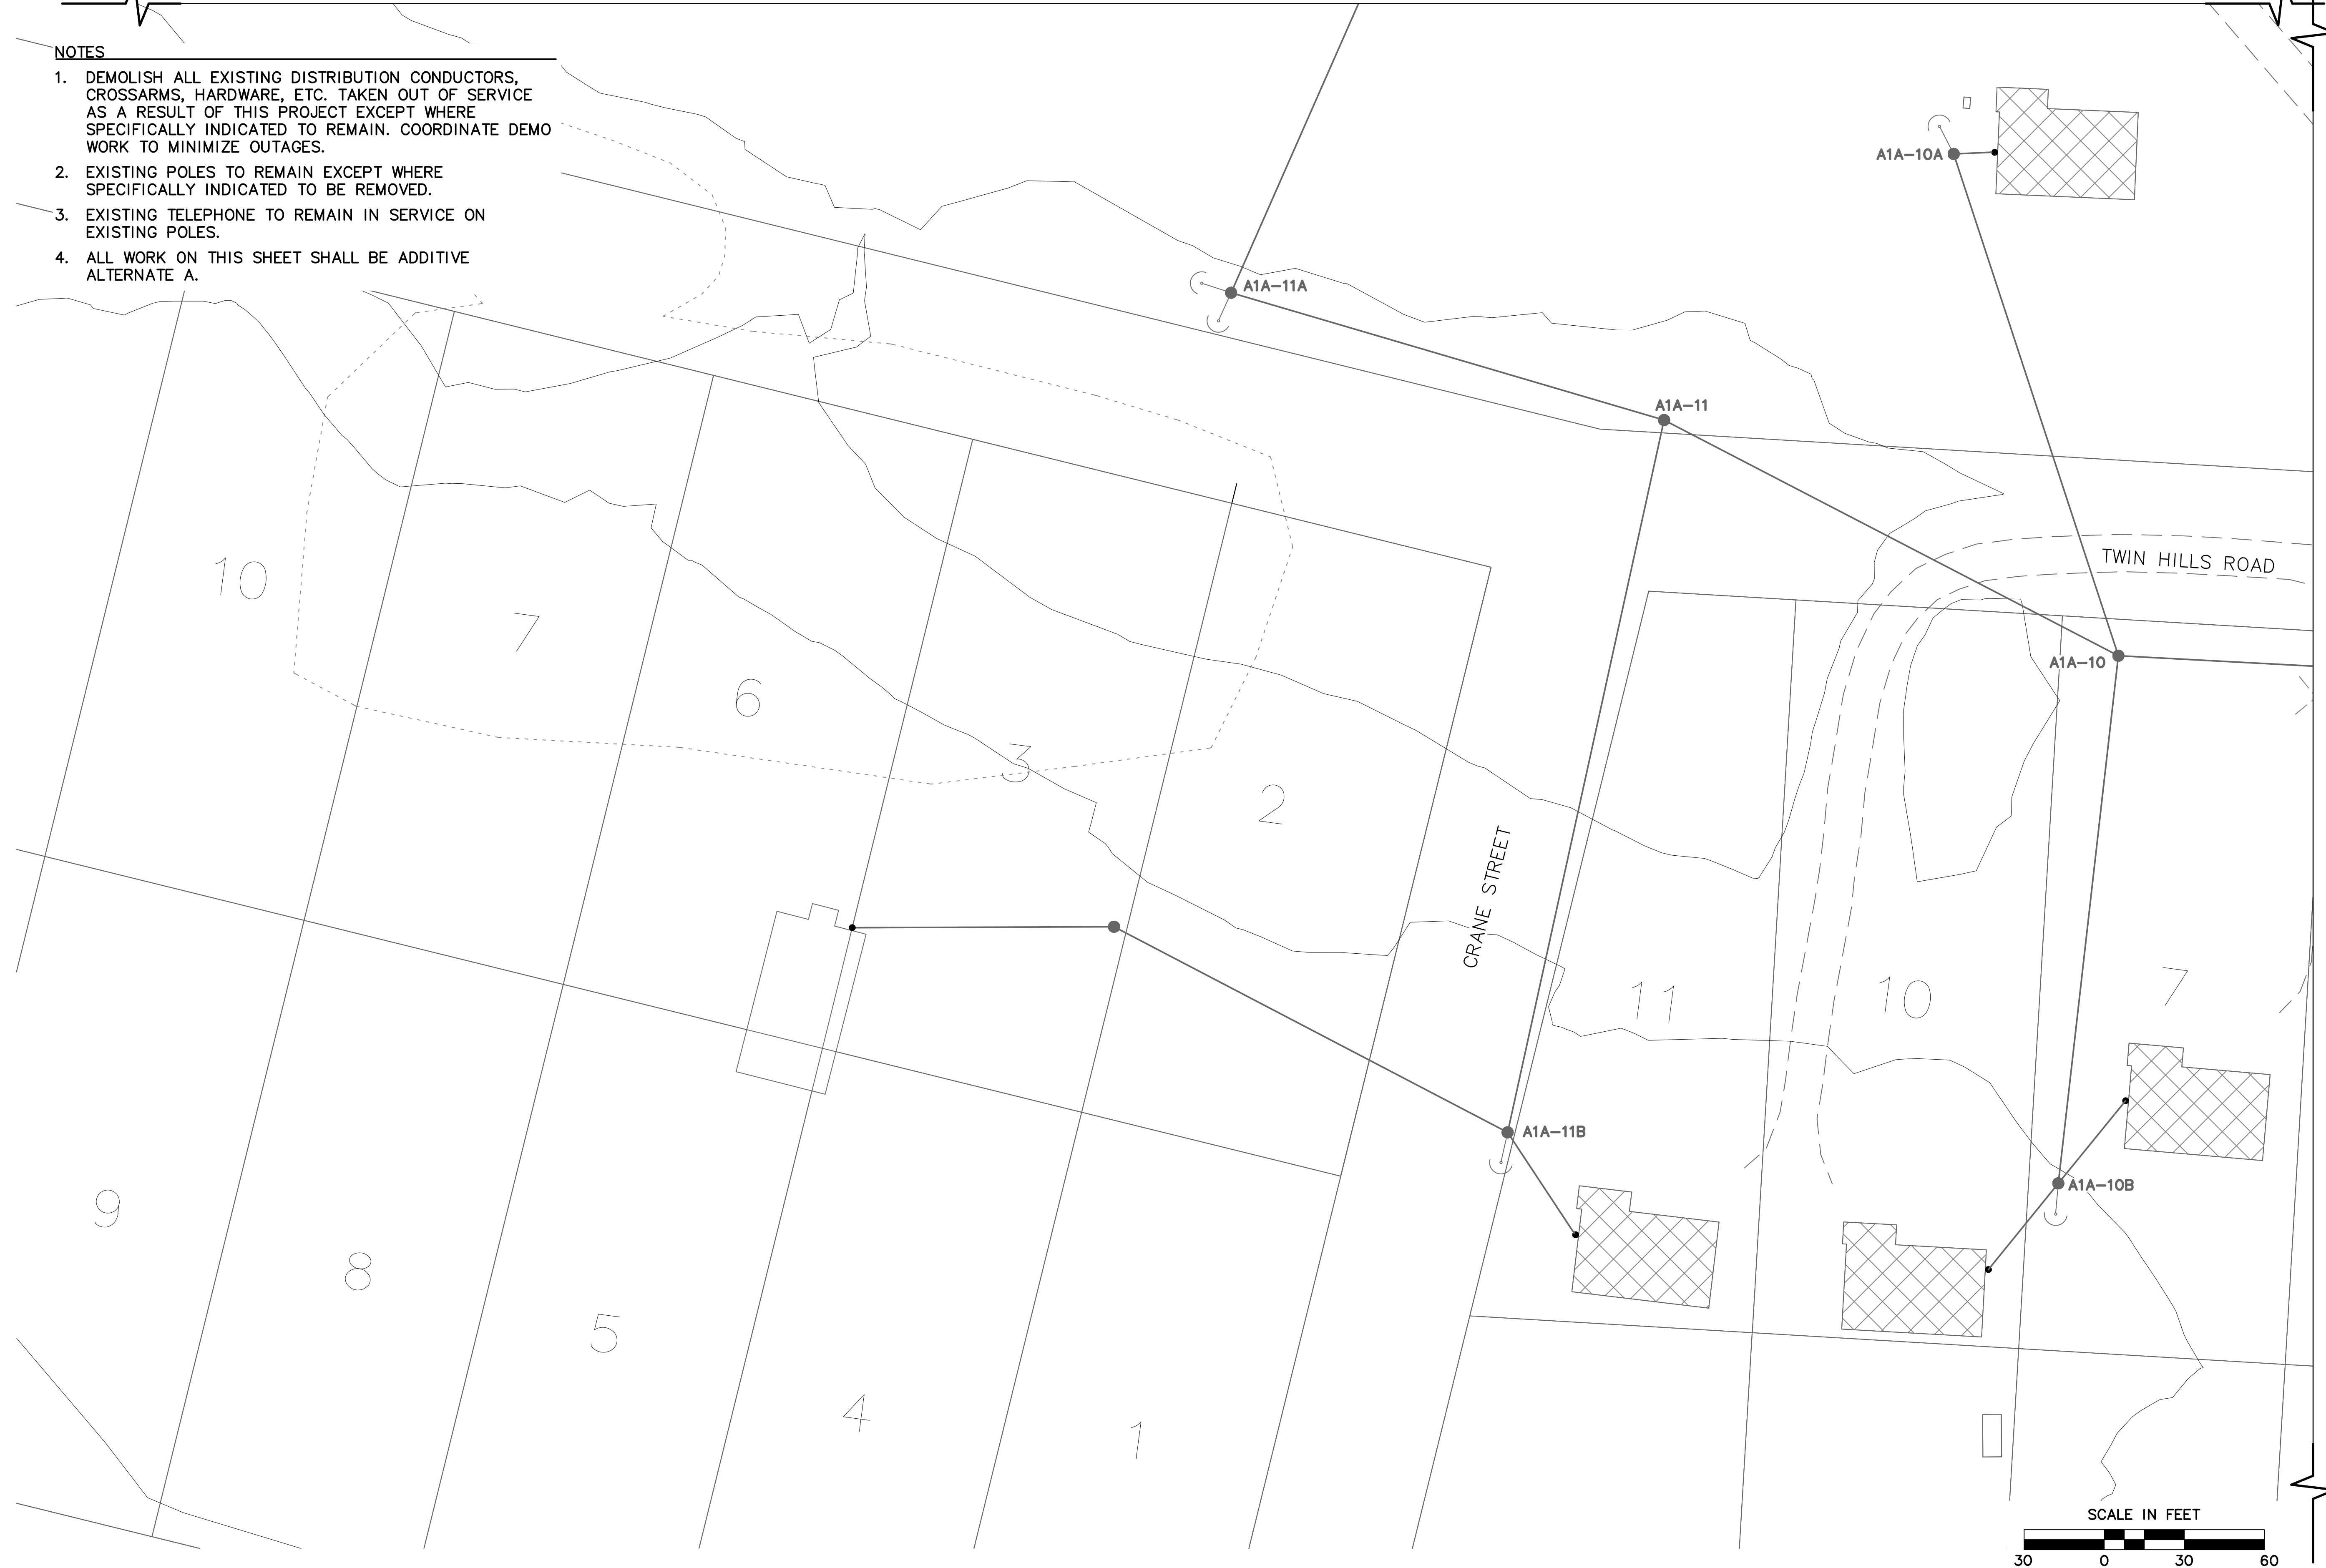 NOTES
1. DEMOLISH ALL EXISTING DISTRIBUTION CONDUCTORS,
CROSSARMS, HARDWARE, ETC. TAKEN OUT OF SERVICE
AS A RESULT OF THIS PROJECT EXCEPT WHERE
SPECIFICALLY INDICATED TO REMAIN. COORDINATE DEMO
WORK TO MINIMIZE OUTAGES.
2. EXISTING POLES TO REMAIN EXCEPT WHERE
SPECIFICALLY INDICATED TO BE REMOVED.
3. EXISTING TELEPHONE TO REMAIN IN SERVICE ON
EXISTING POLES.
4. ALL WORK ON THIS SHEET SHALL BE ADDITIVE
ALTERNATE A.
A1A-10A
A1A-11A
A1A-11
TWIN HILLS ROAD
A1A-10
10
7
6
3
2
CRANE STREET
11
10
7
A1A-11B
A1A-10B
9
8
5
4
1
SCALE IN FEET
30 0 30 60